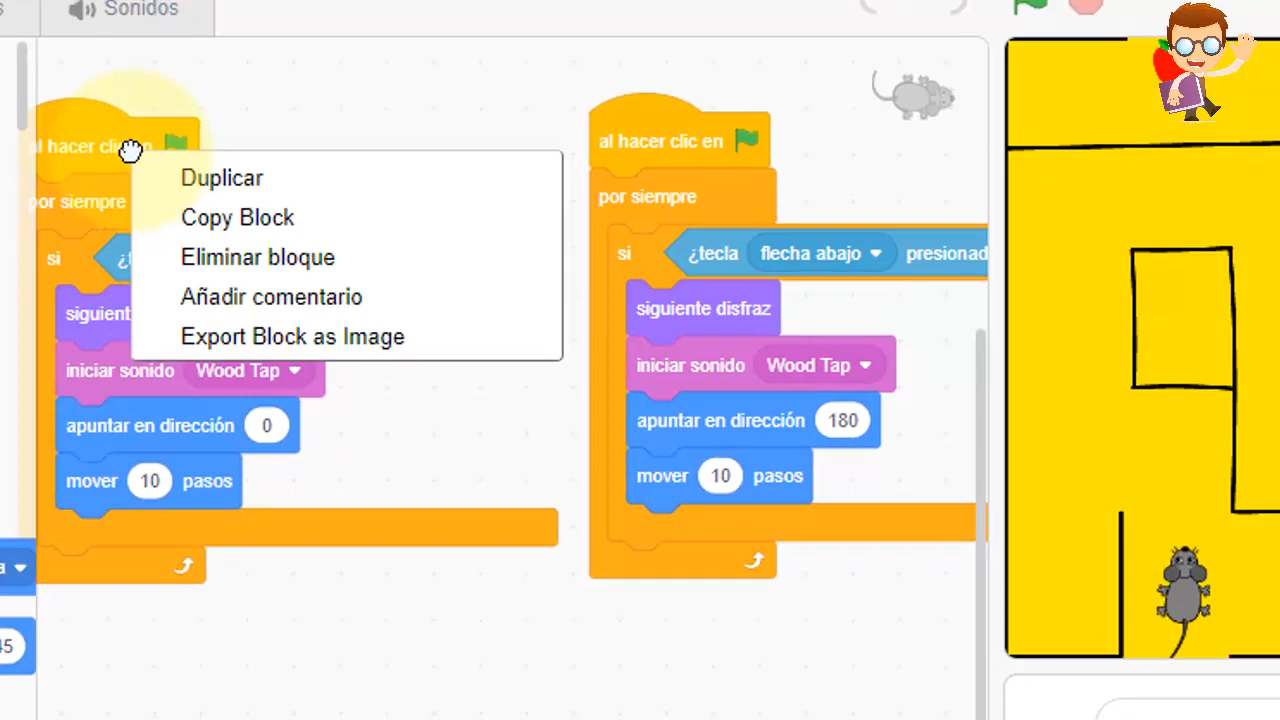 Sonidos
al hacer clic en
por siempre
si
Duplicar
Copy Block
Eliminar bloque
Añadir comentario
Export Block as Image
iniciar sonido Wood Tap
apuntar en dirección 0
mover 10 pasos
al hacer clic en
por siempre
si ¿tecla flecha abajo presionad
siguiente disfraz
iniciar sonido Wood Tap
apuntar en dirección 180
mover 10 pasos
a
45